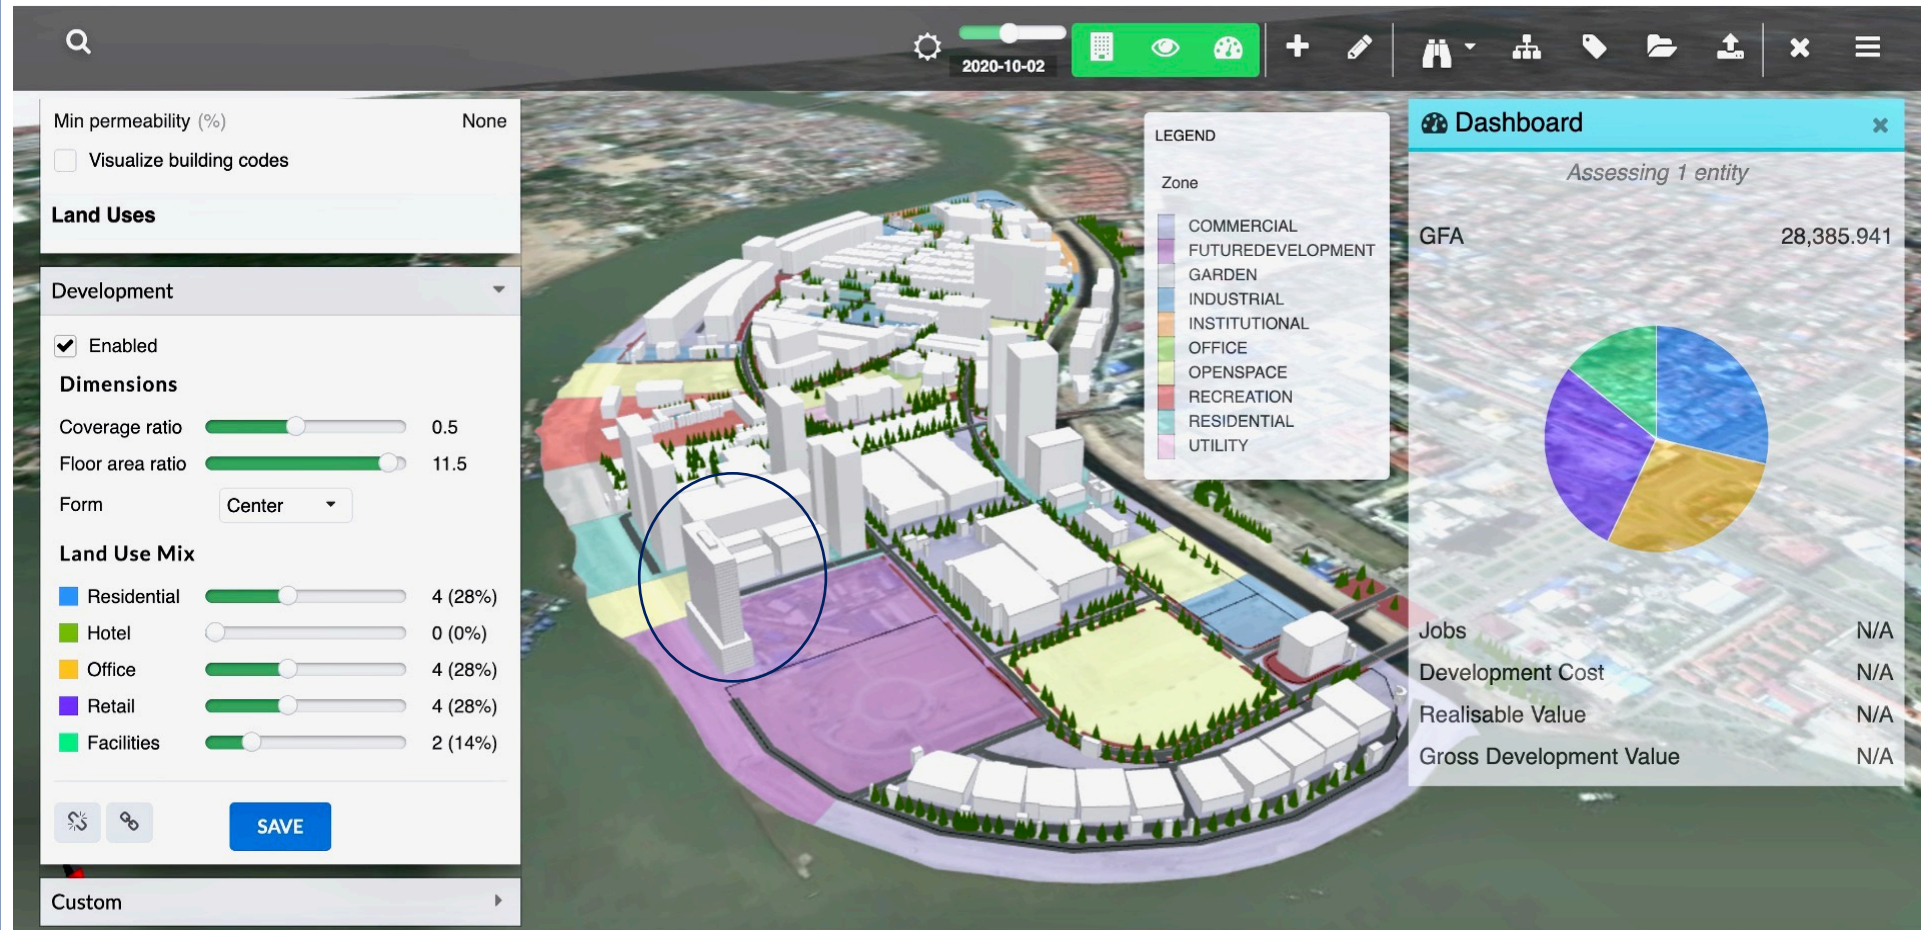 2020-10-02
Min permeability (%) None
Visualize building codes
Land Uses
Development
Enabled
Dimensions
Coverage ratio 0.5
Floor area ratio 11.5
Form Center
Land Use Mix
Residential 4 (28%)
Hotel 0 (0%)
Office 4 (28%)
Retail 4 (28%)
Facilities 2 (14%)
SAVE
Custom
LEGEND
Zone
COMMERCIAL
FUTUREDEVELOPMENT
GARDEN
INDUSTRIAL
INSTITUTIONAL
OFFICE
OPENSPACE
RECREATION
RESIDENTIAL
UTILITY
Dashboard
Assessing 1 entity
GFA 28,385.941
Jobs N/A
Development Cost N/A
Realisable Value N/A
Gross Development Value N/A